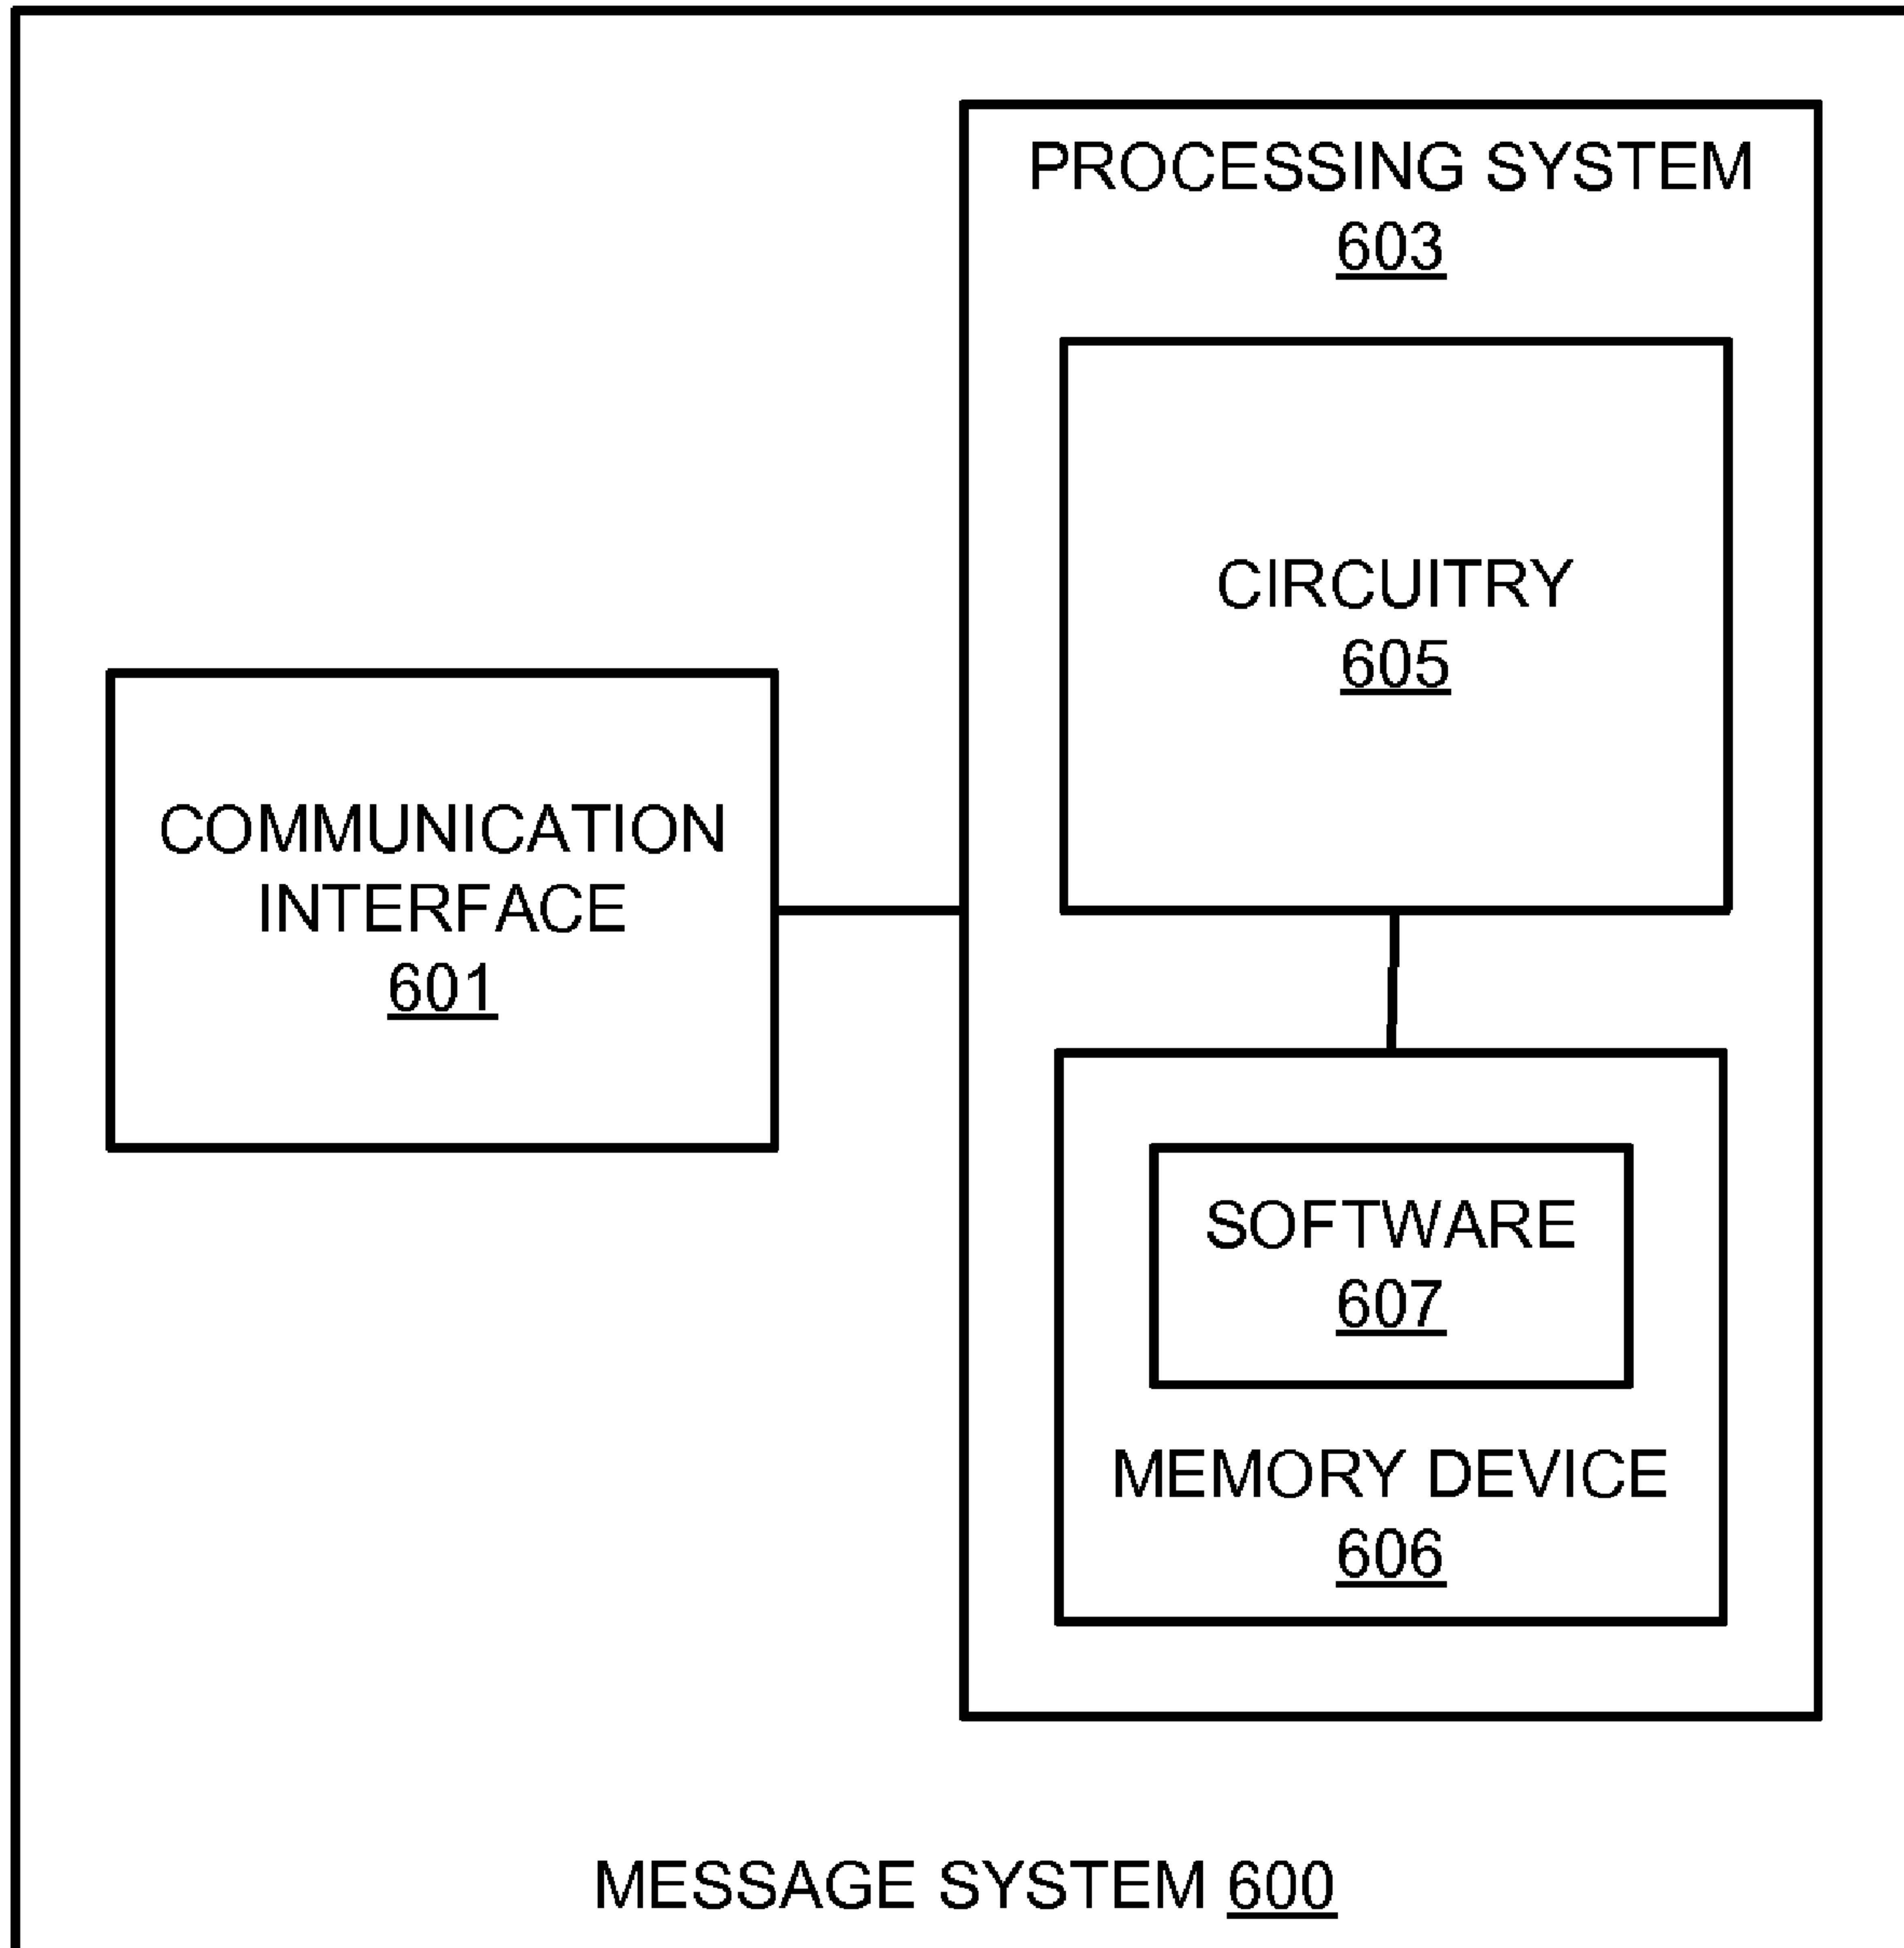 PROCESSING SYSTEM
603
CIRCUITRY
605
COMMUNICATION
INTERFACE
601
SOFTWARE
607
MEMORY DEVICE
606
MESSAGE SYSTEM 600